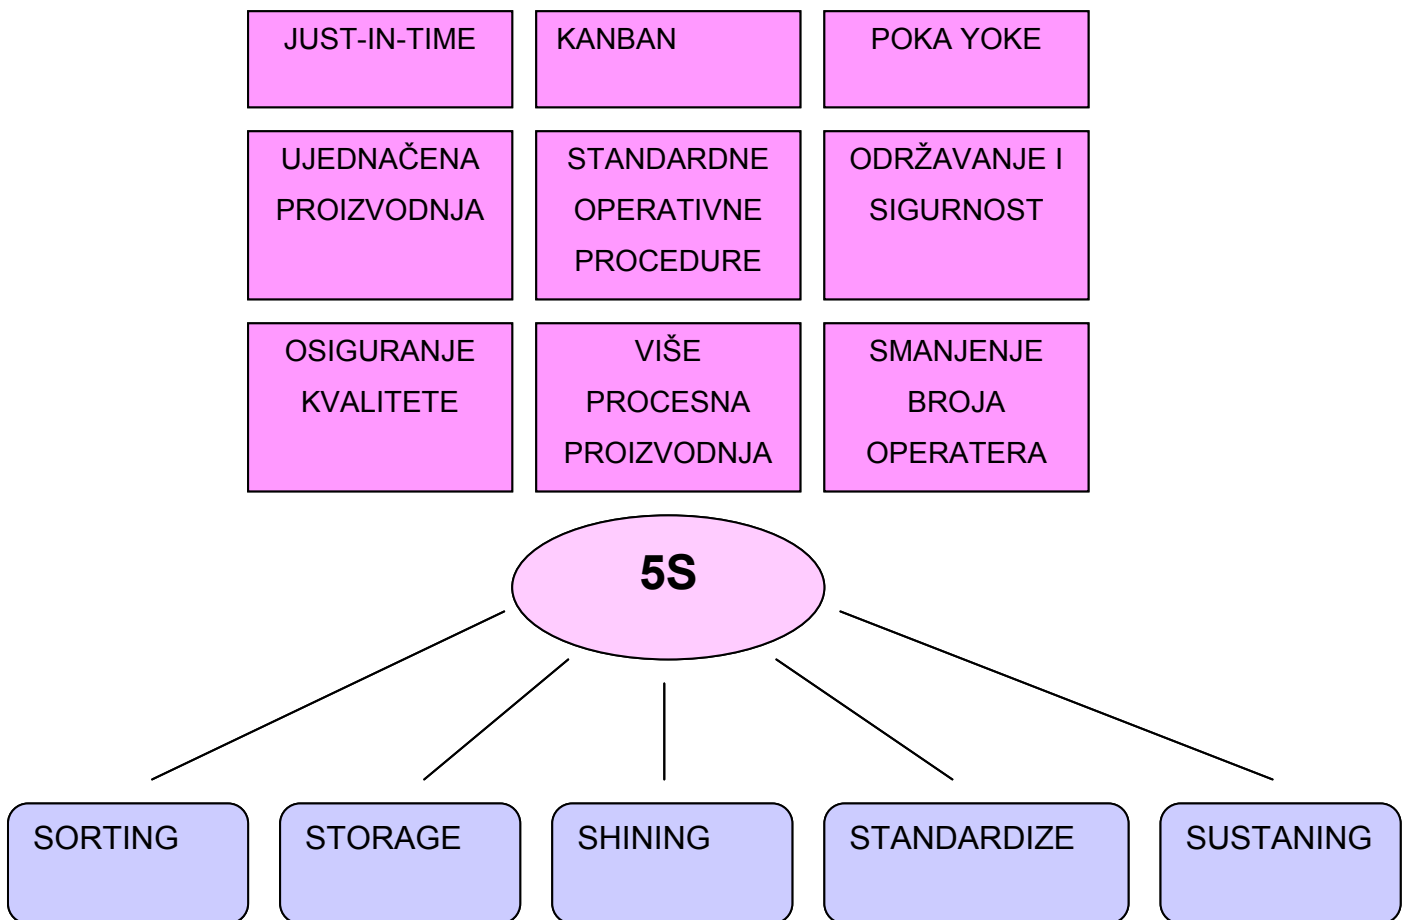 JUST-IN-TIME
KANBAN
POKA YOKE
UJEDNAČENA
PROIZVODNJA
STANDARDNE
OPERATIVNE
PROCEDURE
ODRŽAVANJE I
SIGURNOST
OSIGURANJE
KVALITETE
VIŠE
PROCESNA
PROIZVODNJA
SMANJENJE
BROJA
OPERATERA
5S
SORTING
STORAGE
SHINING
STANDARDIZE
SUSTANING